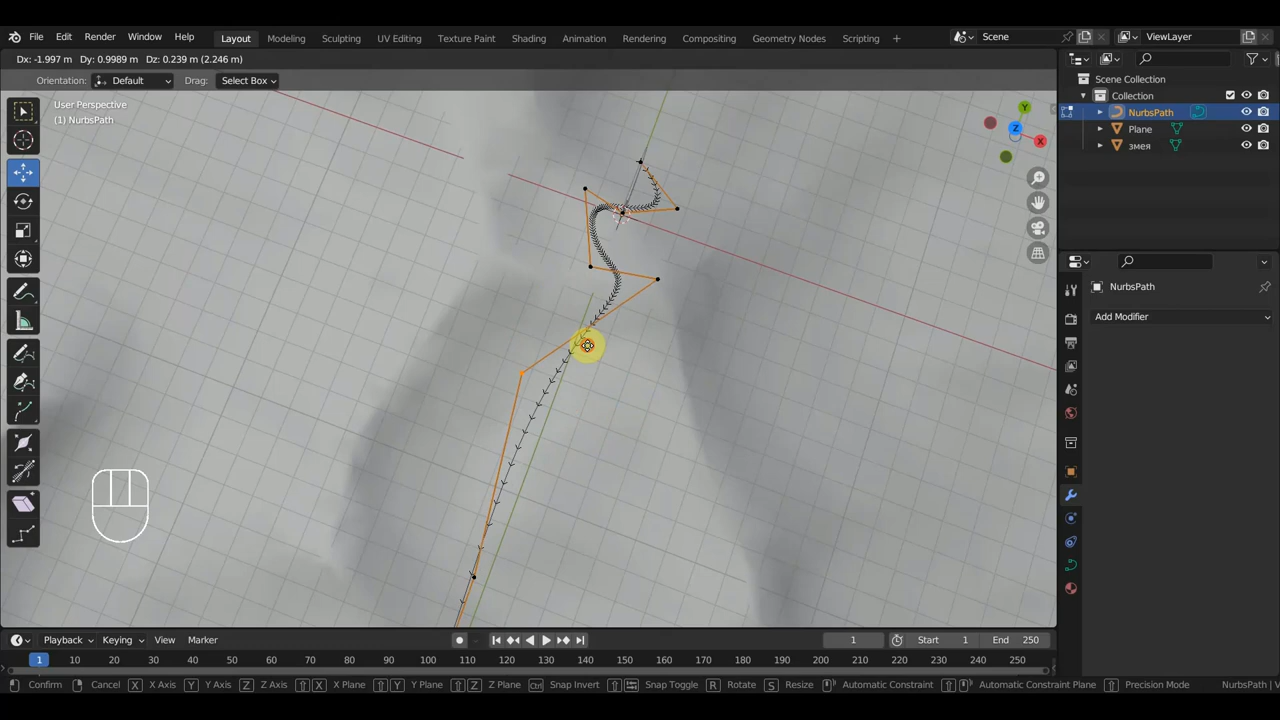 File Edit Render Window Help Layout Modeling Sculpting UV Editing Texture Paint Shading Animation Rendering Compositing Geometry Nodes Scripting + Scene ViewLayer
Dx: -1.997 m Dy: 0.9989 m Dz: 0.239 m (2.246 m)
Orientation: Default Drag: Select Box
User Perspective
(1) NurbsPath
Y
Z
X
Scene Collection
Collection
NurbsPath
Plane
змея
NurbsPath
Add Modifier
Playback Keying View Marker 1 Start 1 End 250
1 10 20 30 40 50 60 70 80 90 100 110 120 130 140 150 160 170 180 190 200 210 220 230 240 250
Confirm Cancel X X Axis Y Y Axis Z Z Axis X X Plane Y Y Plane Z Z Plane Ctrl Snap Invert Snap Toggle R Rotate S Resize Automatic Constraint Automatic Constraint Plane Precision Mode NurbsPath |